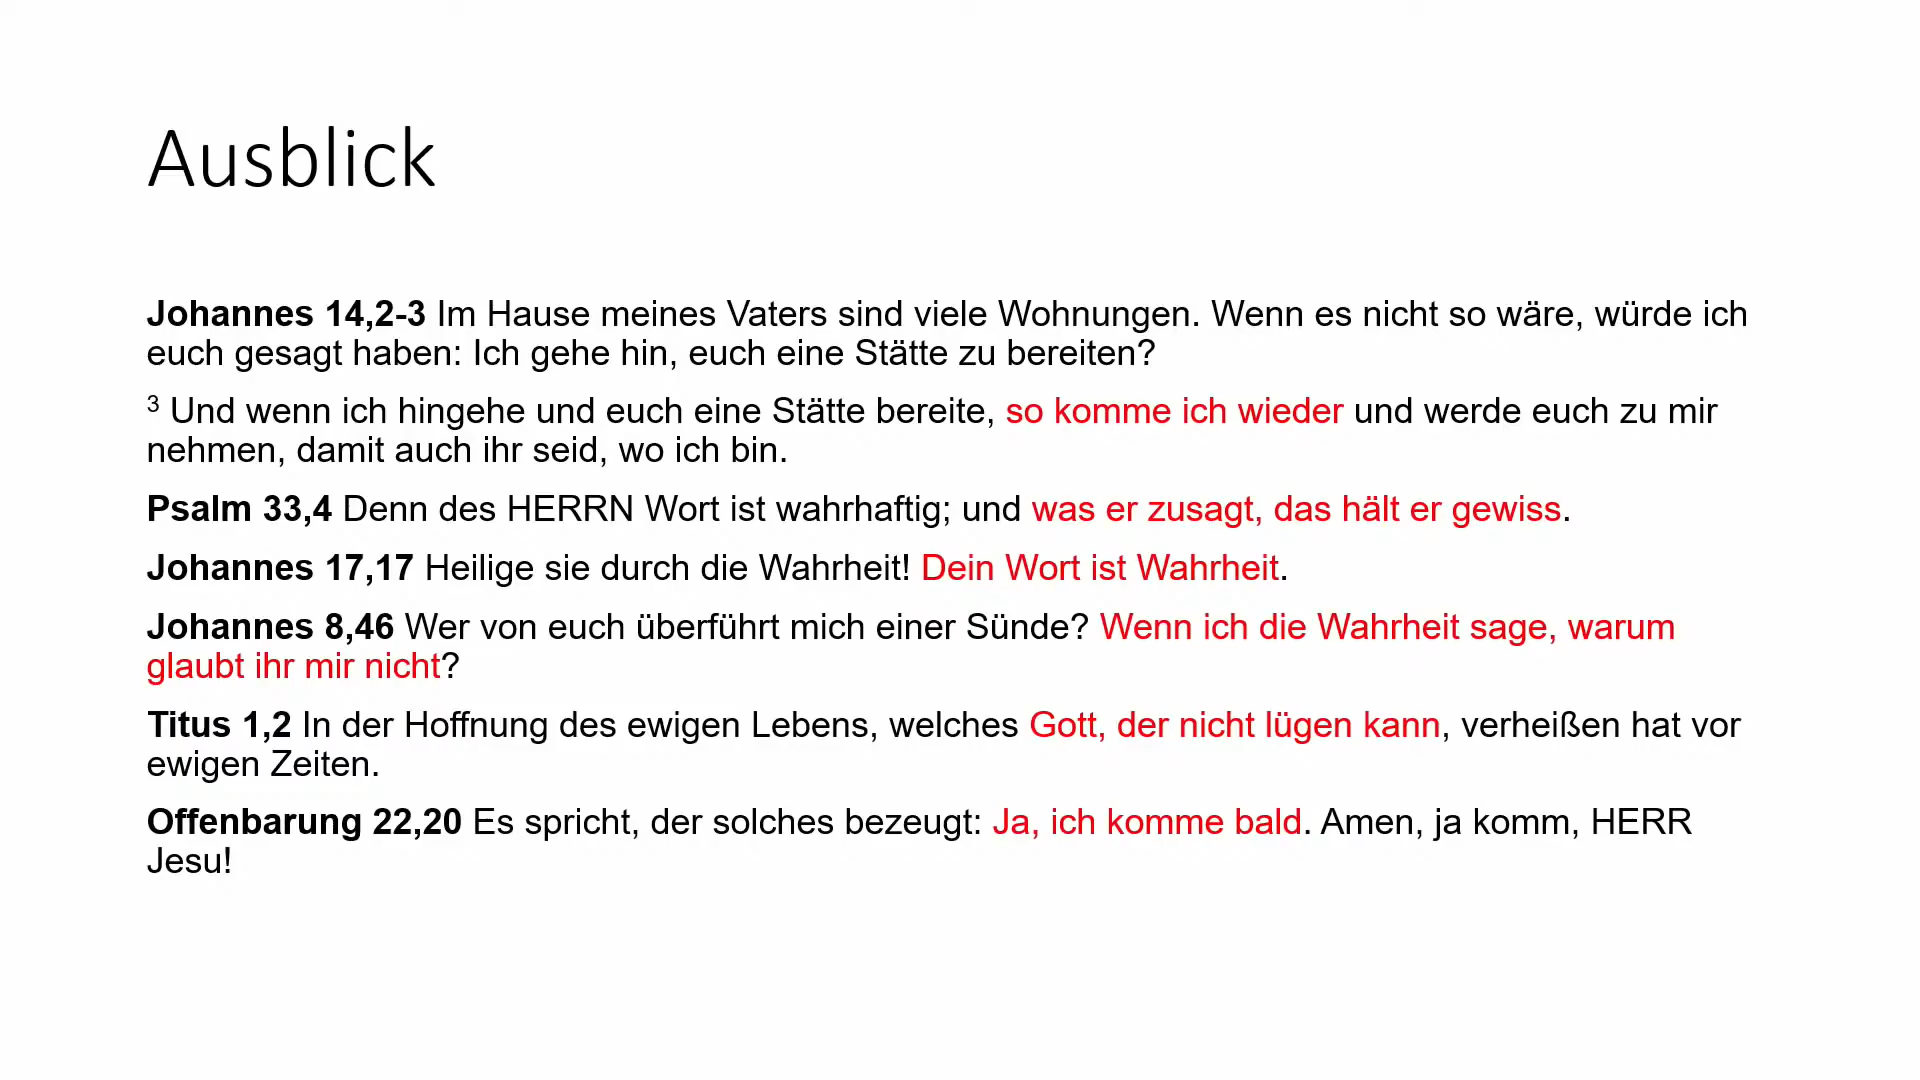 Ausblick
Johannes 14,2-3 Im Hause meines Vaters sind viele Wohnungen. Wenn es nicht so wäre, würde ich
euch gesagt haben: Ich gehe hin, euch eine Stätte zu bereiten?
3 Und wenn ich hingehe und euch eine Stätte bereite, so komme ich wieder und werde euch zu mir
nehmen, damit auch ihr seid, wo ich bin.
Psalm 33,4 Denn des HERRN Wort ist wahrhaftig; und was er zusagt, das hält er gewiss.
Johannes 17,17 Heilige sie durch die Wahrheit! Dein Wort ist Wahrheit.
Johannes 8,46 Wer von euch überführt mich einer Sünde? Wenn ich die Wahrheit sage, warum
glaubt ihr mir nicht?
Titus 1,2 In der Hoffnung des ewigen Lebens, welches Gott, der nicht lügen kann, verheißen hat vor
ewigen Zeiten.
Offenbarung 22,20 Es spricht, der solches bezeugt: Ja, ich komme bald. Amen, ja komm, HERR
Jesu!